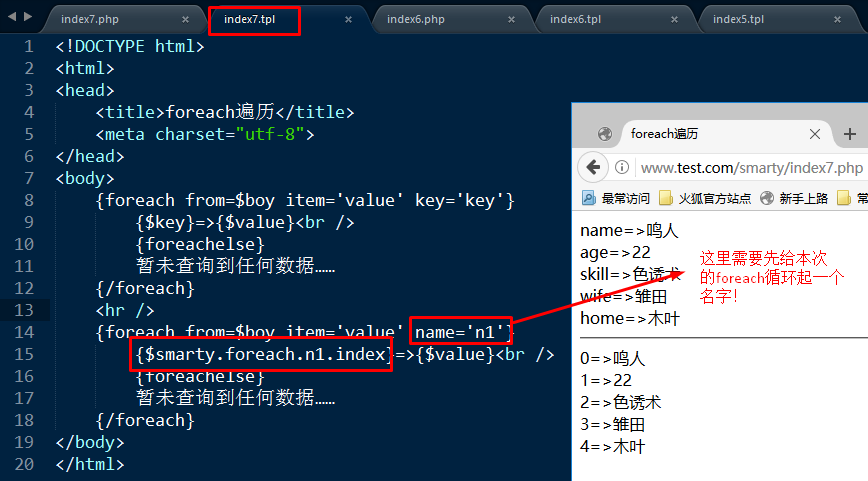 index7.php
index7.tpl
index6.php
index6.tpl
index5.tpl
1 <!DOCTYPE html>
2 <html>
3 <head>
4 <title>foreach遍历</title>
5 <meta charset="utf-8">
6 </head>
7 <body>
8 {foreach from=$boy item='value' key='key'}
9 {$key}=>{$value}<br />
10 {foreachelse}
11 暂未查询到任何数据……
12 {/foreach}
13 <hr />
14 {foreach from=$boy item='value' name='n1'}
15 {$smarty.foreach.n1.index}=>{$value}<br />
16 {foreachelse}
17 暂未查询到任何数据……
18 {/foreach}
19 </body>
20 </html>
foreach遍历
www.test.com/smarty/index7.php
最常访问 火狐官方站点 新手上路 常
name=>鸣人
age=>22
skill=>色诱术
wife=>雏田
home=>木叶
这里需要先给本次
的foreach循环起一个
名字！
0=>鸣人
1=>22
2=>色诱术
3=>雏田
4=>木叶